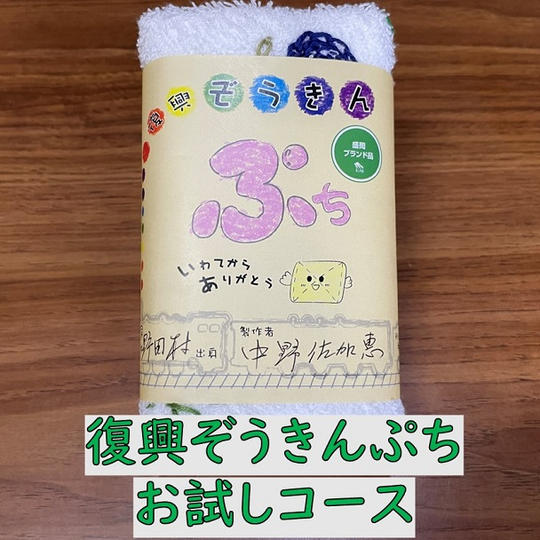 復興ぞうきん
ぷち
盛岡
ブランド品
いわてから
ありがとう
野田村 出身
製作者
中野佐加恵
復興ぞうきんぷち
お試しコース